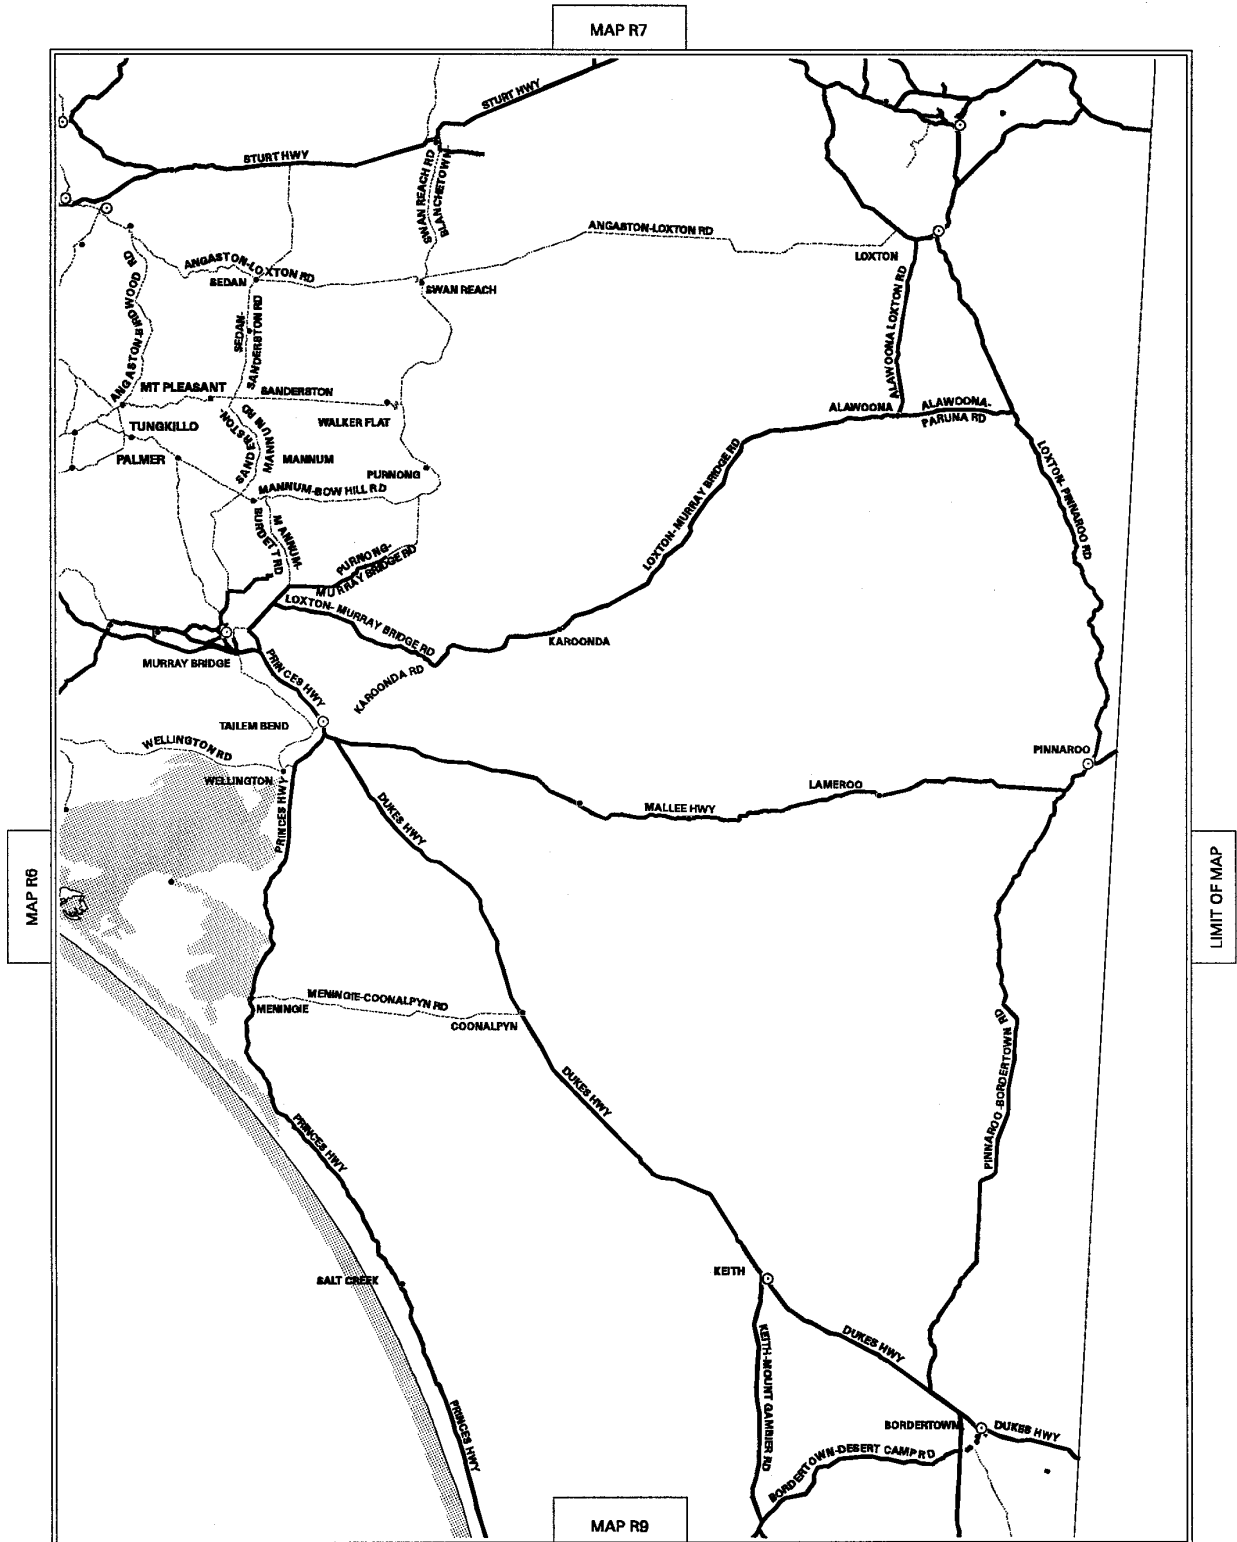 MAP R7
STURT HWY
STURT HWY
SWAN REACH RD
BLANCHETOWN-
ANGASTON-LOXTON RD
LOXTON
ANGASTON-LOXTON RD
SEDAN
SWAN REACH
ANGASTON-BIRDWOOD RD
SEDAN-
SANDERSTON RD
ALAWOONA LOXTON RD
MT PLEASANT
SANDERSTON
WALKER FLAT
ALAWOONA
ALAWOONA-
PARUNA RD
TUNGKILLO
SANDERSTON-
MANNUM RD
PALMER
MANNUM
PURNONG
LOXTON-MURRAY BRIDGE RD
LOXTON-PINNAROO RD
MANNUM-BOW HILL RD
MANNUM-
BURDETT RD
PURNONG-
MURRAY BRIDGE RD
LOXTON-MURRAY BRIDGE RD
KAROONDA
MURRAY BRIDGE
PRINCES HWY
KAROONDA RD
TAILEM BEND
WELLINGTON RD
PINNAROO
WELLINGTON
LAMEROO
MALLEE HWY
PRINCES HWY
DUKES HWY
MAP R6
LIMIT OF MAP
MENINGIE-COONALPYN RD
MENINGIE
COONALPYN
PINNAROO-BORDERTOWN RD
DUKES HWY
PRINCES HWY
KEITH
SALT CREEK
KEITH-MOUNT GAMBIER RD
DUKES HWY
PRINCES HWY
BORDERTOWN
DUKES HWY
BORDERTOWN-DESERT CAMP RD
MAP R9